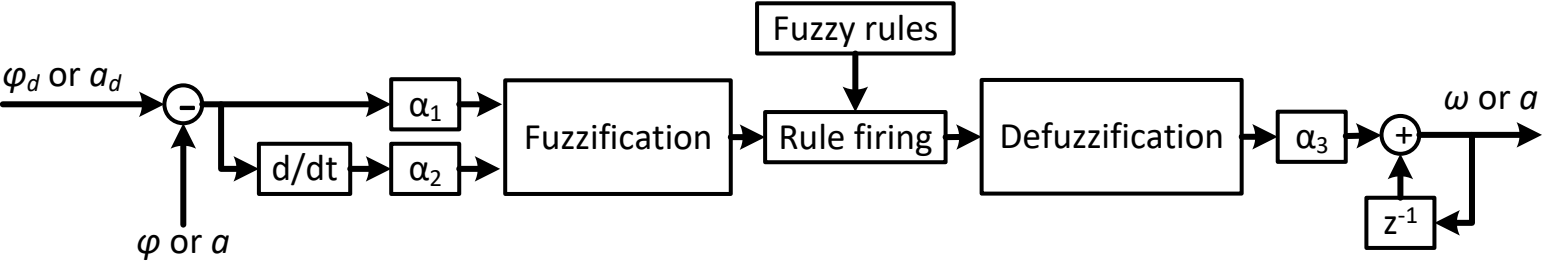 Fuzzy rules
φd or ad
-
α1
Fuzzification
Rule firing
Defuzzification
α3
+
ω or a
d/dt
α2
z-1
φ or a